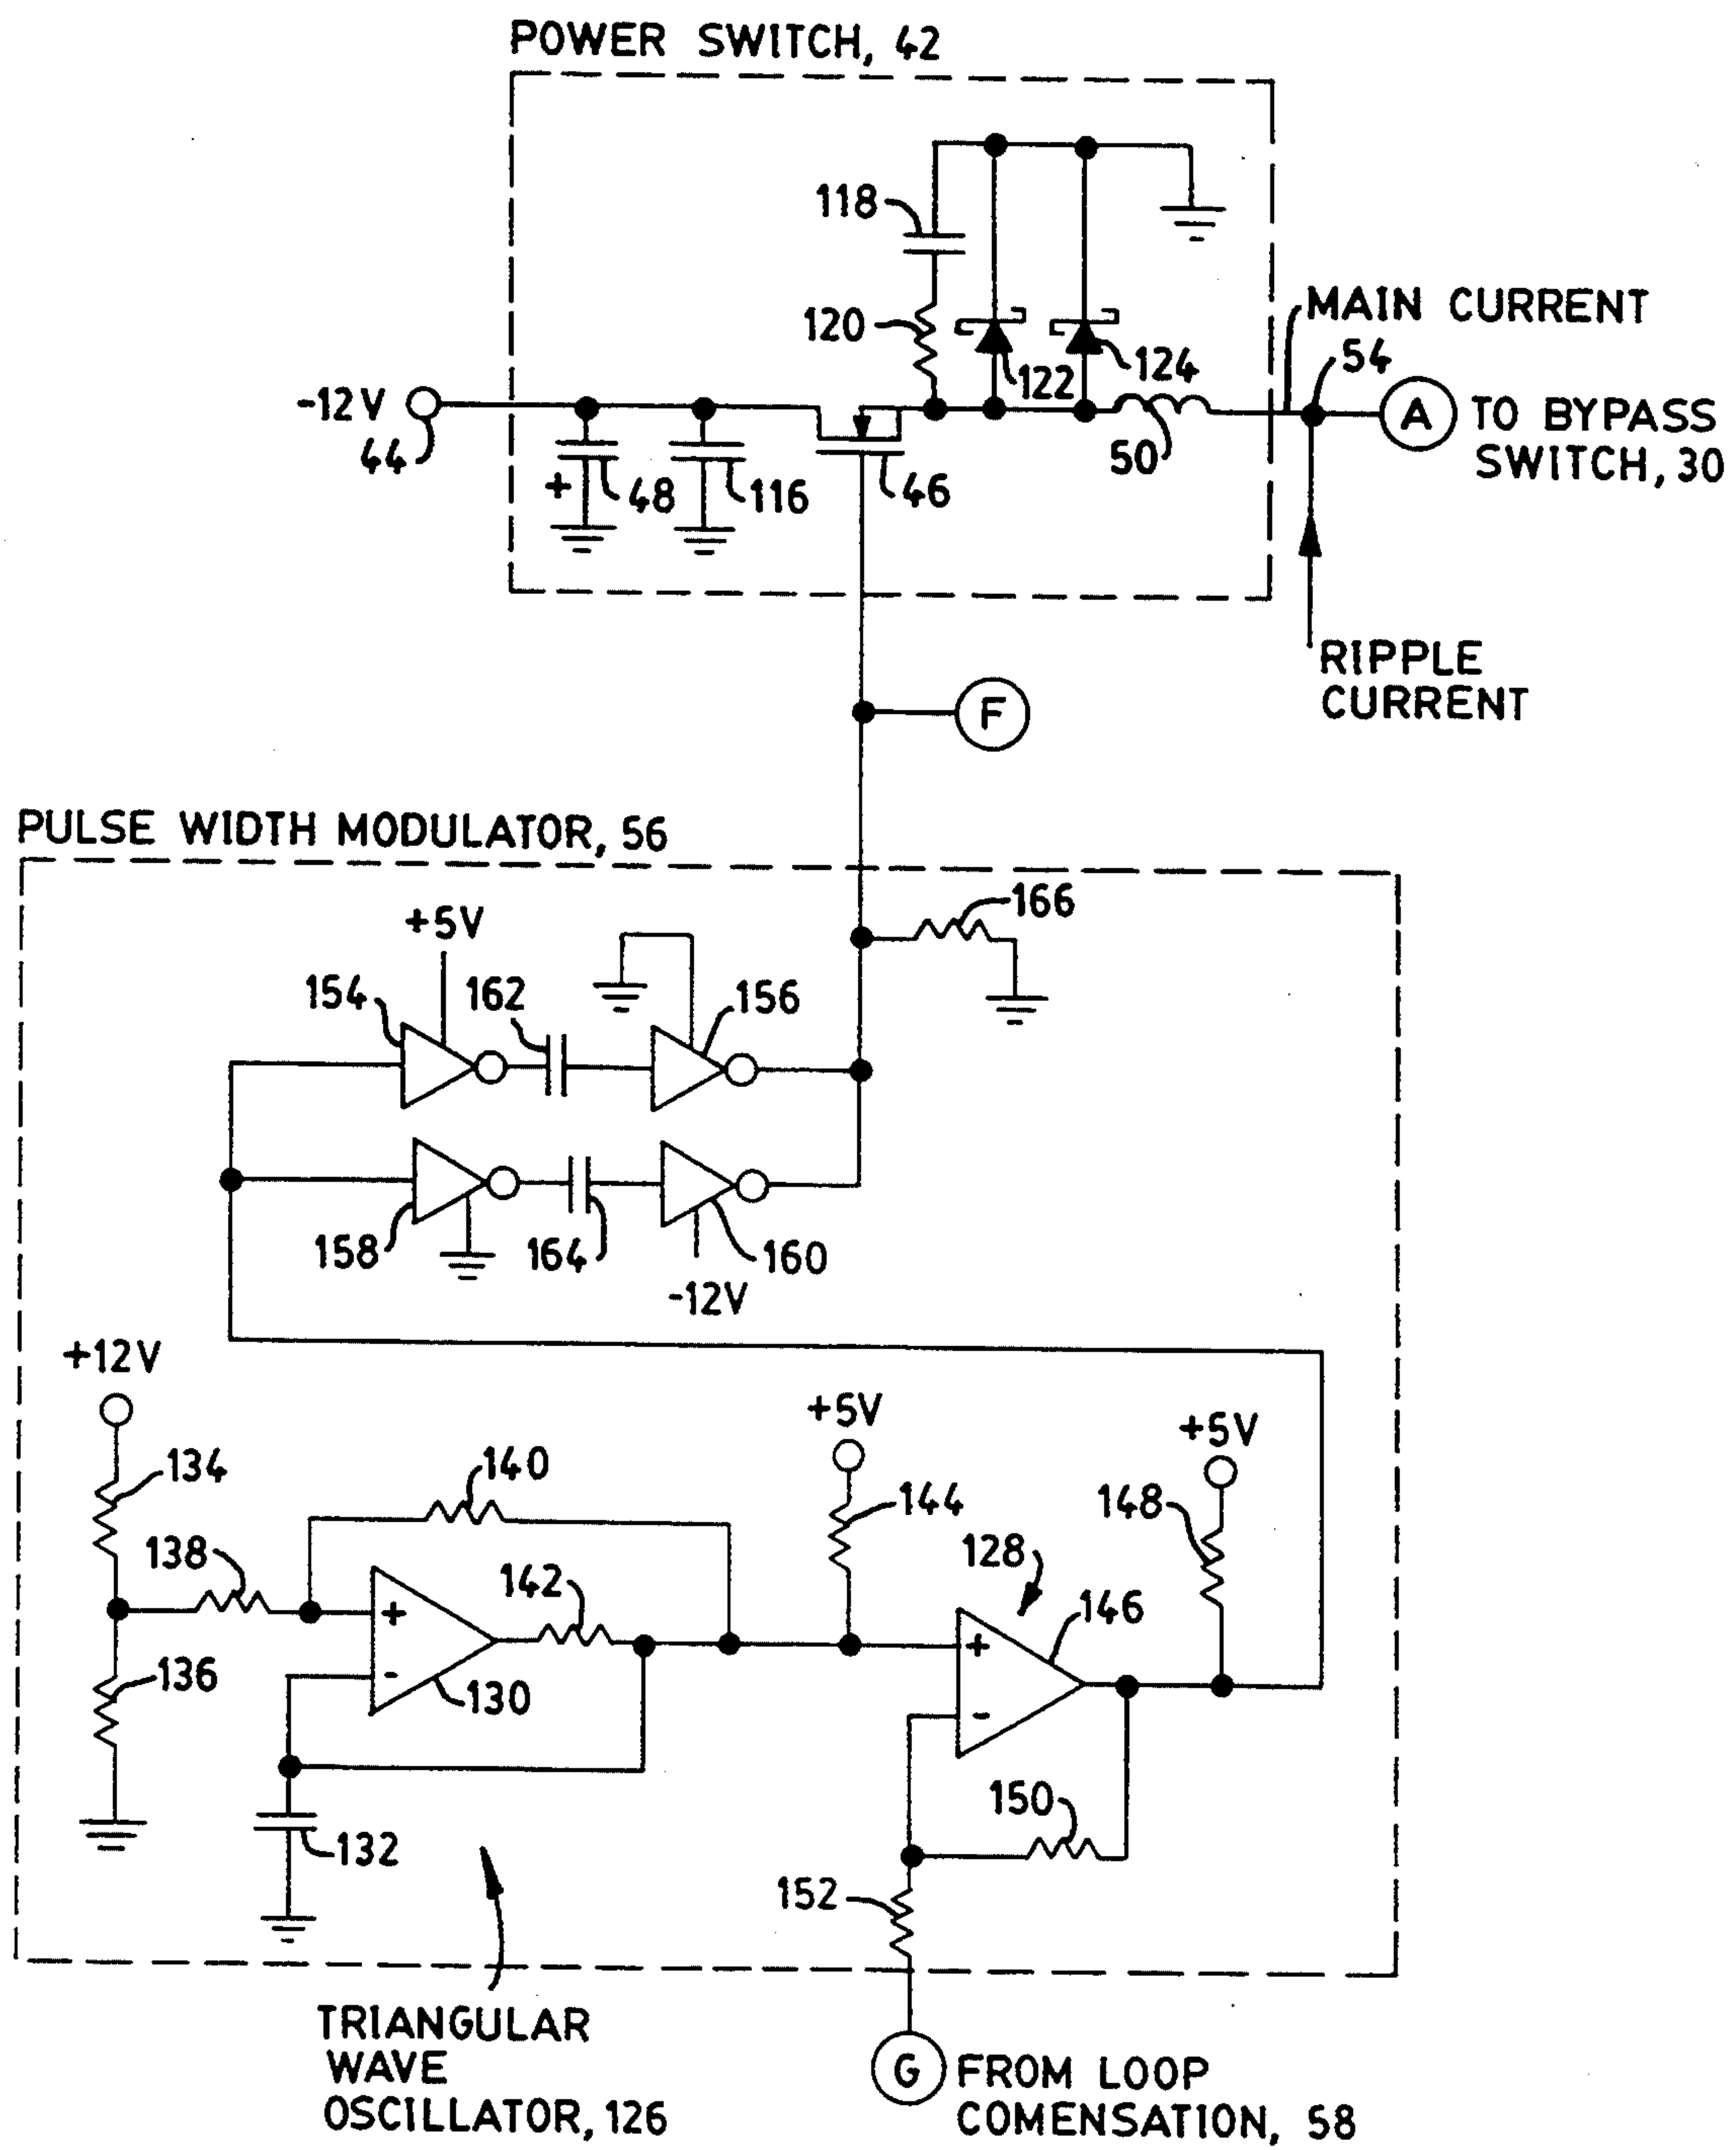 POWER SWITCH, 42
118
120
122
124
MAIN CURRENT
54
-12V
44
+
48
116
46
50
A
TO BYPASS
SWITCH, 30
RIPPLE
CURRENT
F
PULSE WIDTH MODULATOR, 56
166
+5V
154
162
156
158
164
160
-12V
+12V
134
140
+5V
+5V
144
148
138
142
128
146
+
-
130
+
-
136
132
150
152
TRIANGULAR
WAVE
OSCILLATOR, 126
G
FROM LOOP
COMENSATION, 58